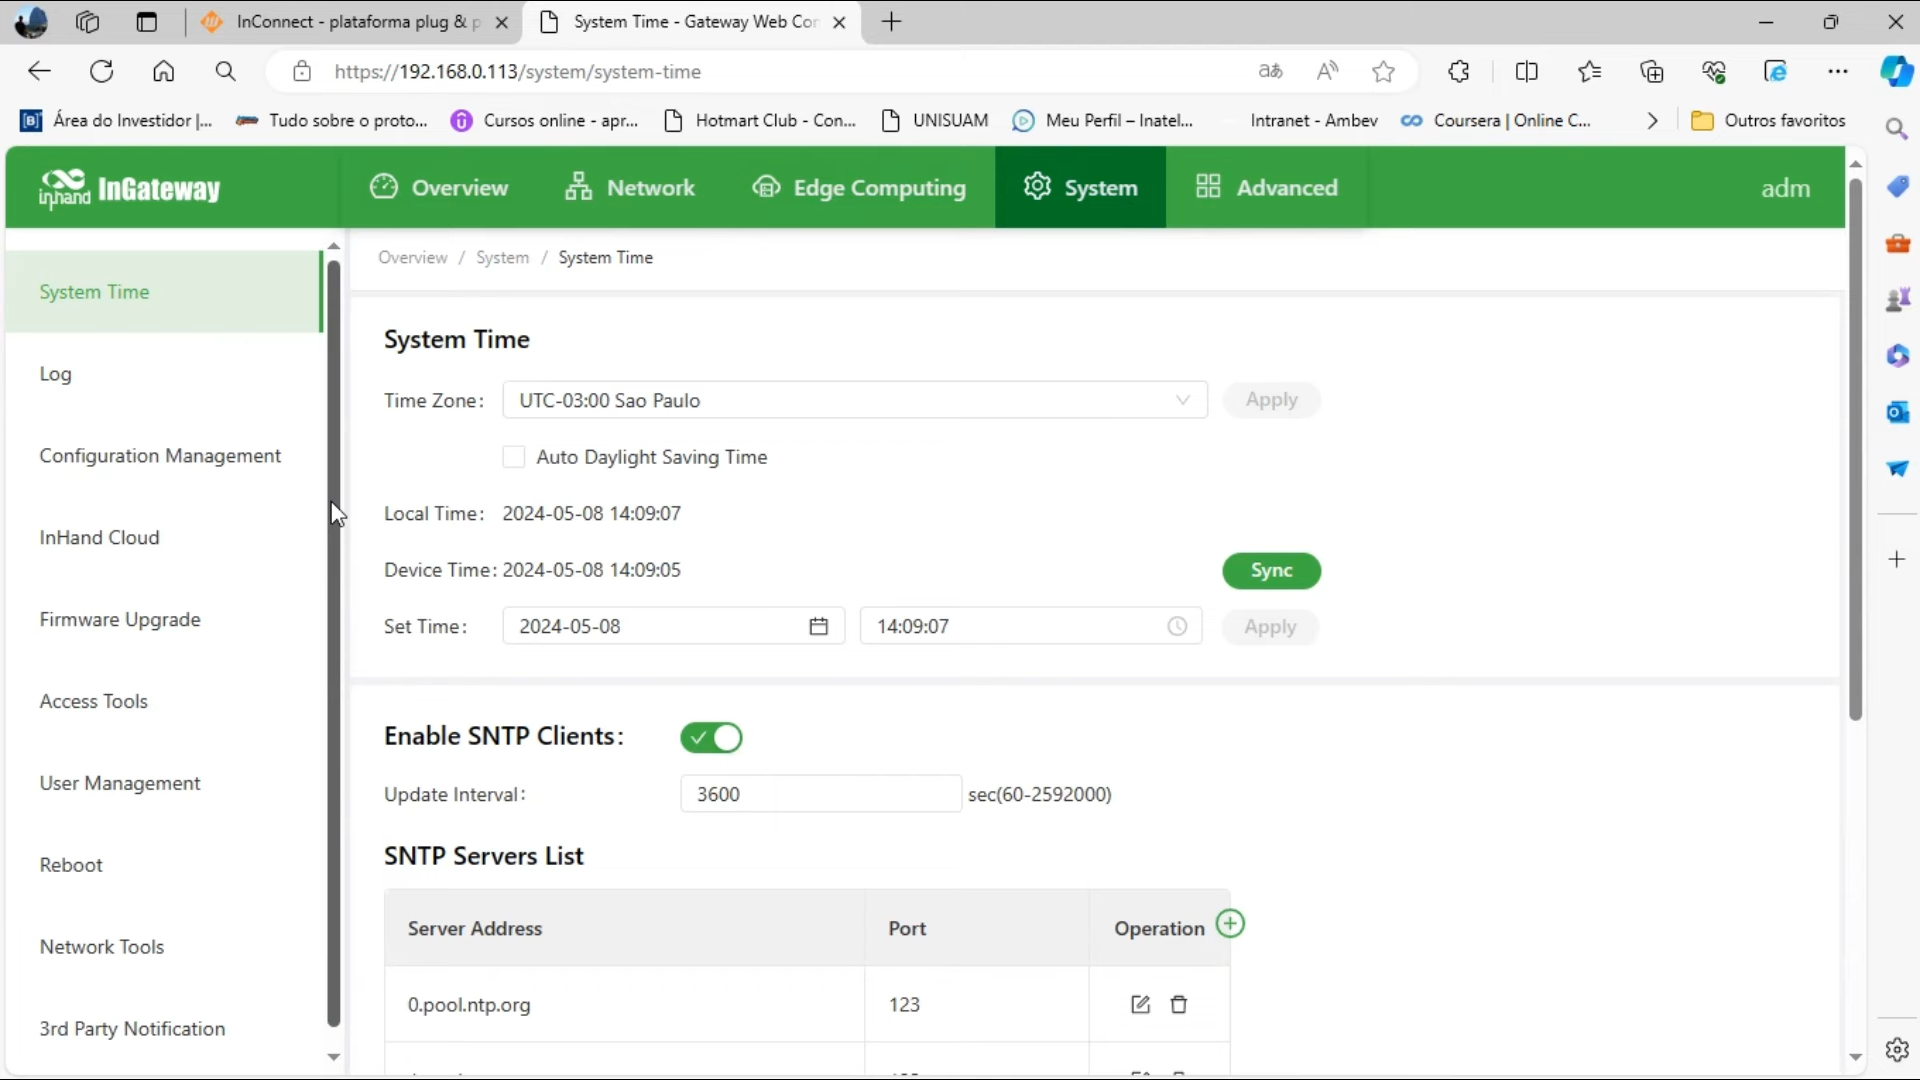 InConnect - plataforma plug & p
System Time - Gateway Web Con
https://192.168.0.113/system/system-time
Área do Investidor |...
Tudo sobre o proto...
Cursos online - apr...
Hotmart Club - Con...
UNISUAM
Meu Perfil – Inatel...
Intranet - Ambev
Coursera | Online C...
Outros favoritos
inhand InGateway
Overview
Network
Edge Computing
System
Advanced
adm
Overview / System / System Time
System Time
Log
Configuration Management
InHand Cloud
Firmware Upgrade
Access Tools
User Management
Reboot
Network Tools
3rd Party Notification
System Time
Time Zone: UTC-03:00 Sao Paulo Apply
Auto Daylight Saving Time
Local Time: 2024-05-08 14:09:07
Device Time: 2024-05-08 14:09:05 Sync
Set Time: 2024-05-08 14:09:07 Apply
Enable SNTP Clients:
Update Interval: 3600 sec(60-2592000)
SNTP Servers List
Server Address Port Operation
0.pool.ntp.org 123